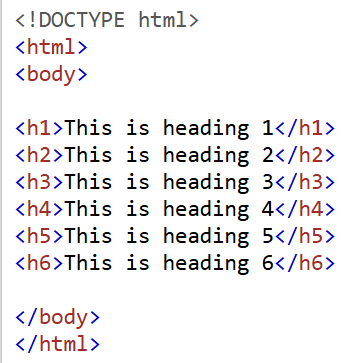 <!DOCTYPE html>
<html>
<body>
<h1>This is heading 1</h1>
<h2>This is heading 2</h2>
<h3>This is heading 3</h3>
<h4>This is heading 4</h4>
<h5>This is heading 5</h5>
<h6>This is heading 6</h6>
</body>
</html>